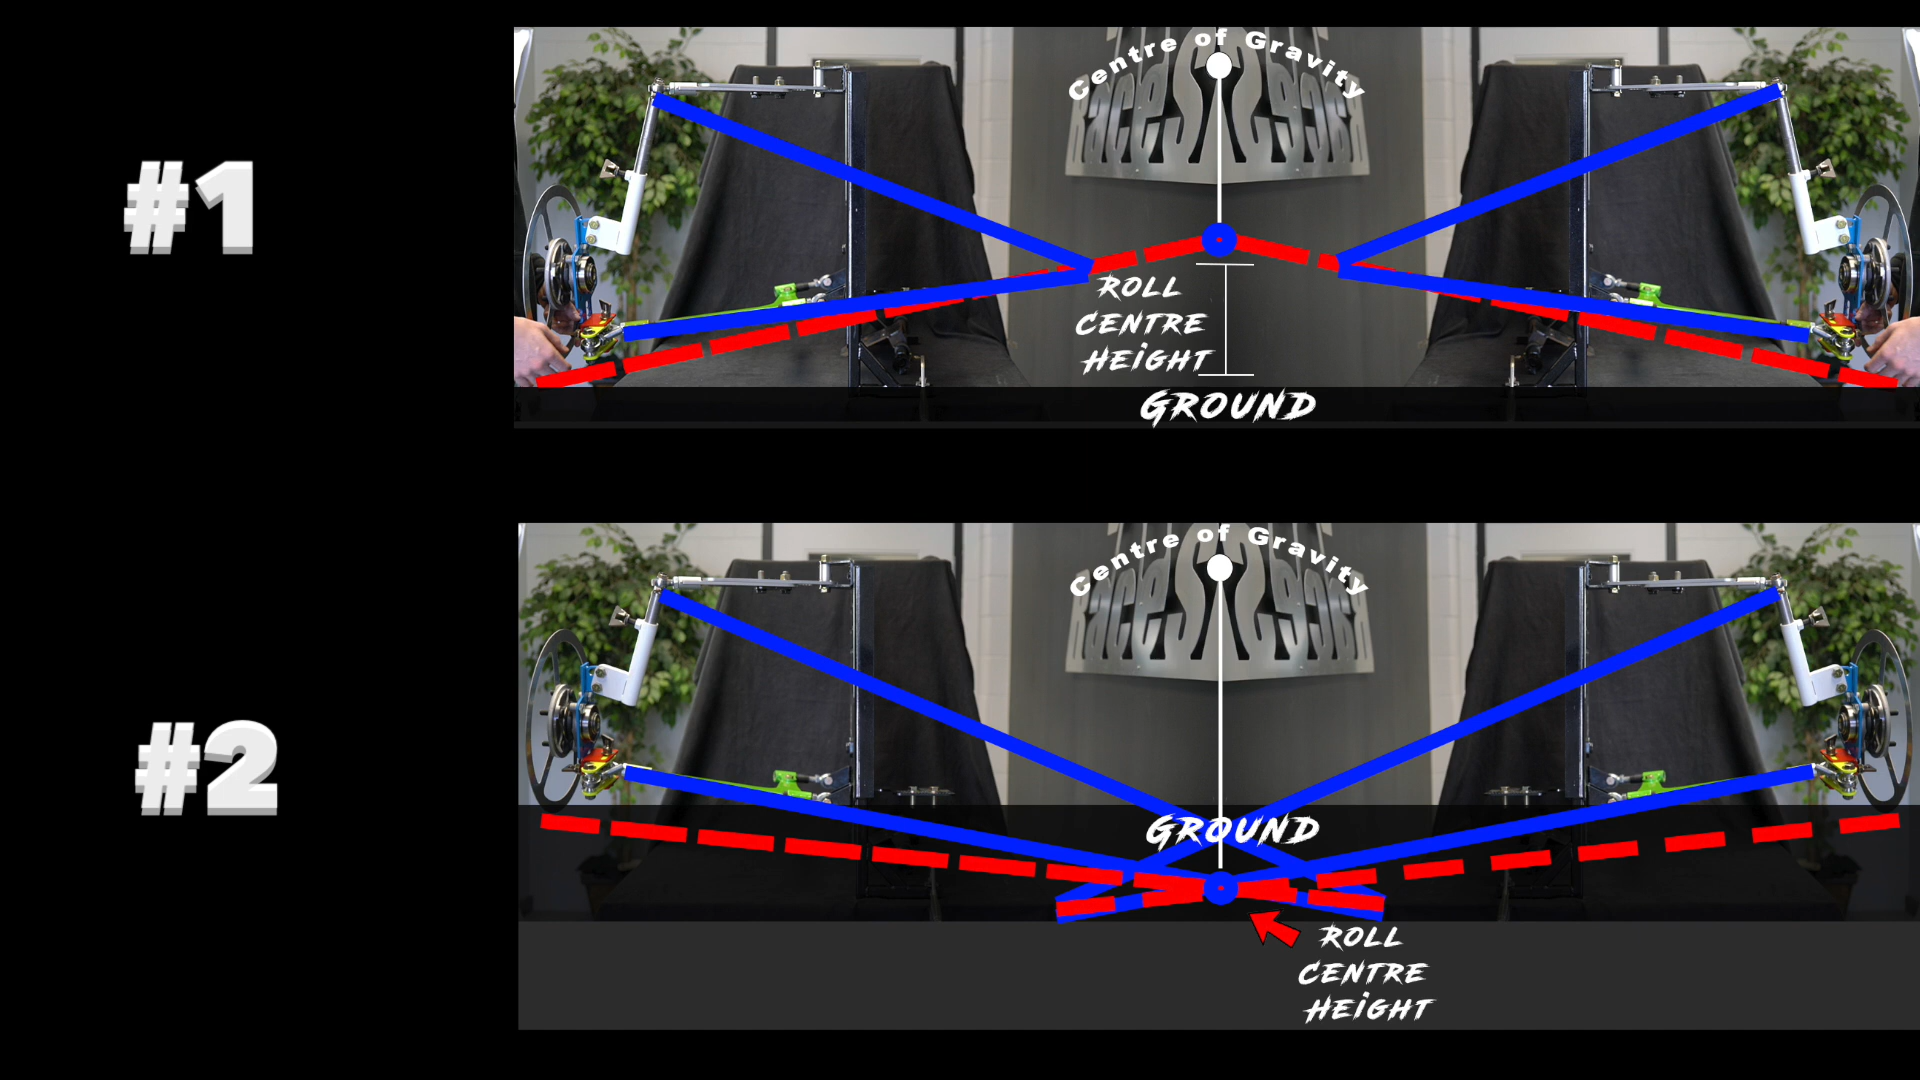 #1
Centre of Gravity
ROLL
CENTRE
HEIGHT
GROUND
#2
Centre of Gravity
GROUND
ROLL
CENTRE
HEIGHT